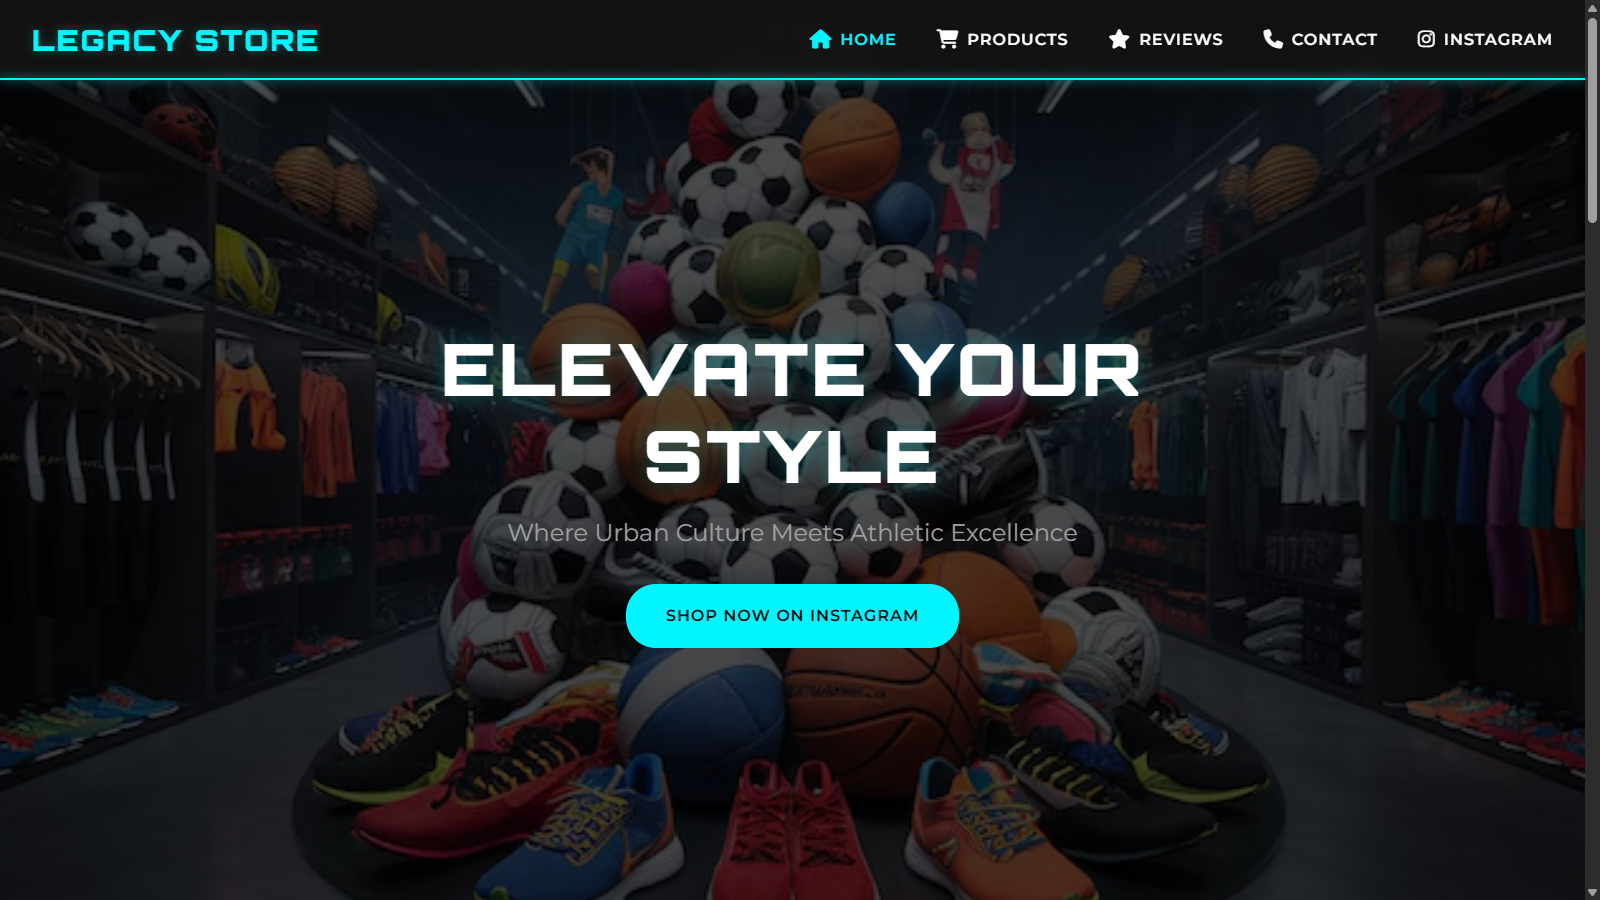 LEGACY STORE
HOME
PRODUCTS
REVIEWS
CONTACT
INSTAGRAM
ELEVATE YOUR
STYLE
Where Urban Culture Meets Athletic Excellence
SHOP NOW ON INSTAGRAM